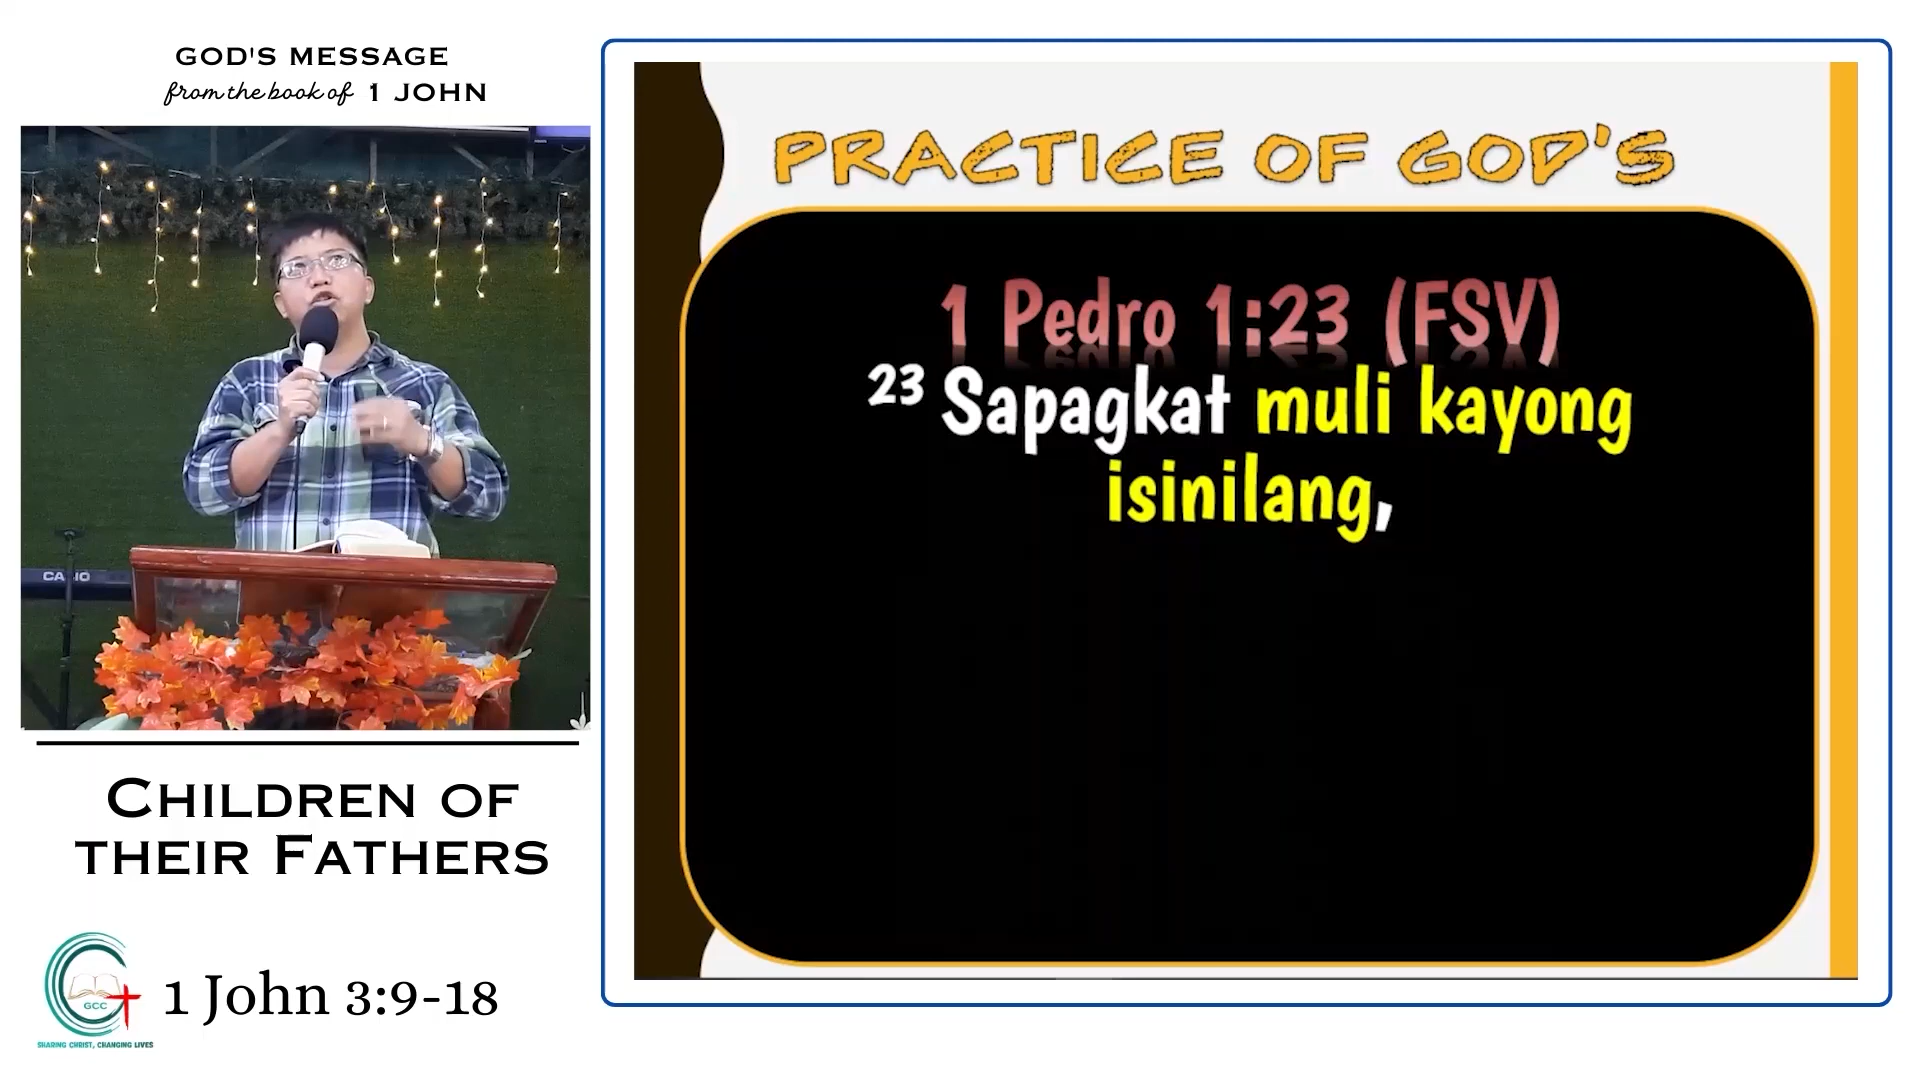 GOD'S MESSAGE
from the book of 1 JOHN
CASIO
CHILDREN OF
THEIR FATHERS
GCC
SHARING CHRIST, CHANGING LIVES
1 John 3:9-18
PRACTICE OF GOD'S
1 Pedro 1:23 (FSV)
23 Sapagkat muli kayong
isinilang,